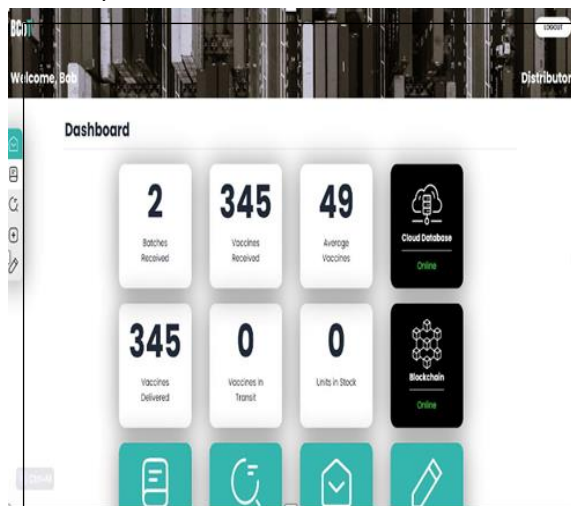 BCIoT
LOGOUT
Welcome, Bob
Distributor
Dashboard
2
Batches
Received
345
Vaccines
Received
49
Average
Vaccines
Cloud Database
Online
345
Vaccines
Delivered
0
Vaccines in
Transit
0
Units in Stock
Blockchain
Online